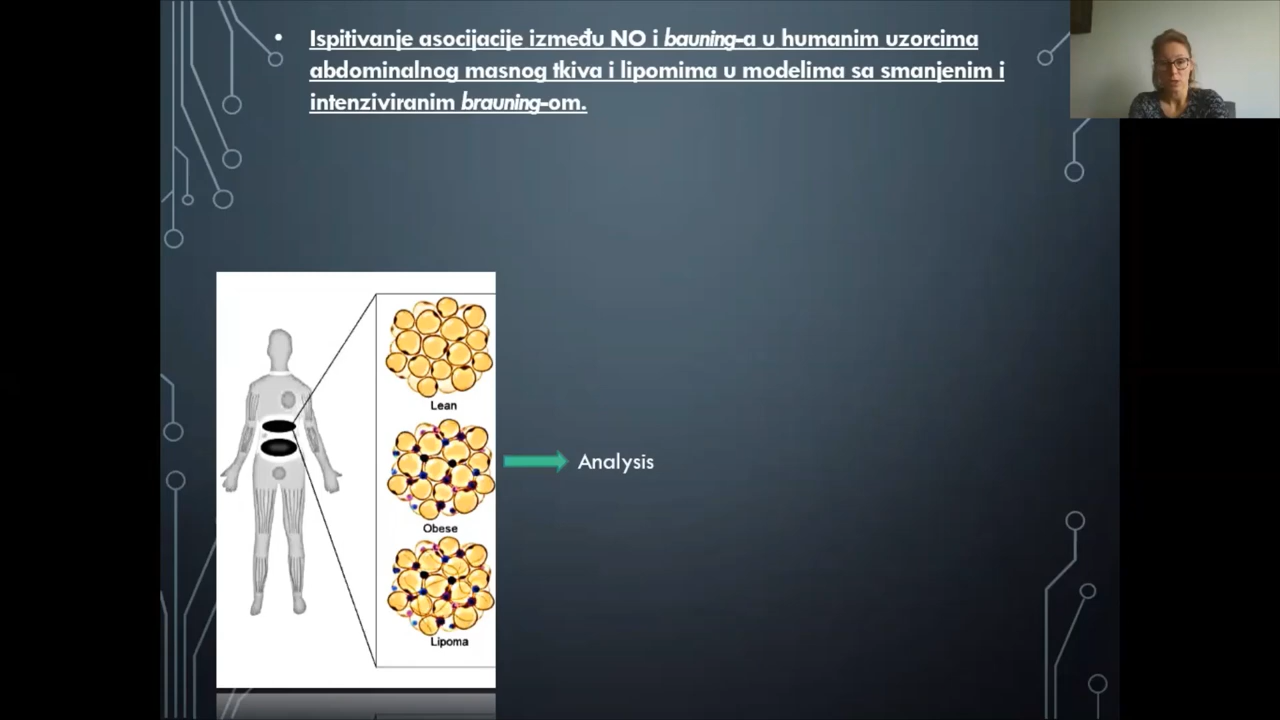 • Ispitivanje asocijacije između NO i bauning-a u humanim uzorcima
abdominalnog masnog tkiva i lipomima u modelima sa smanjenim i
intenziviranim brauning-om.
Lean
Obese
Lipoma
Analysis